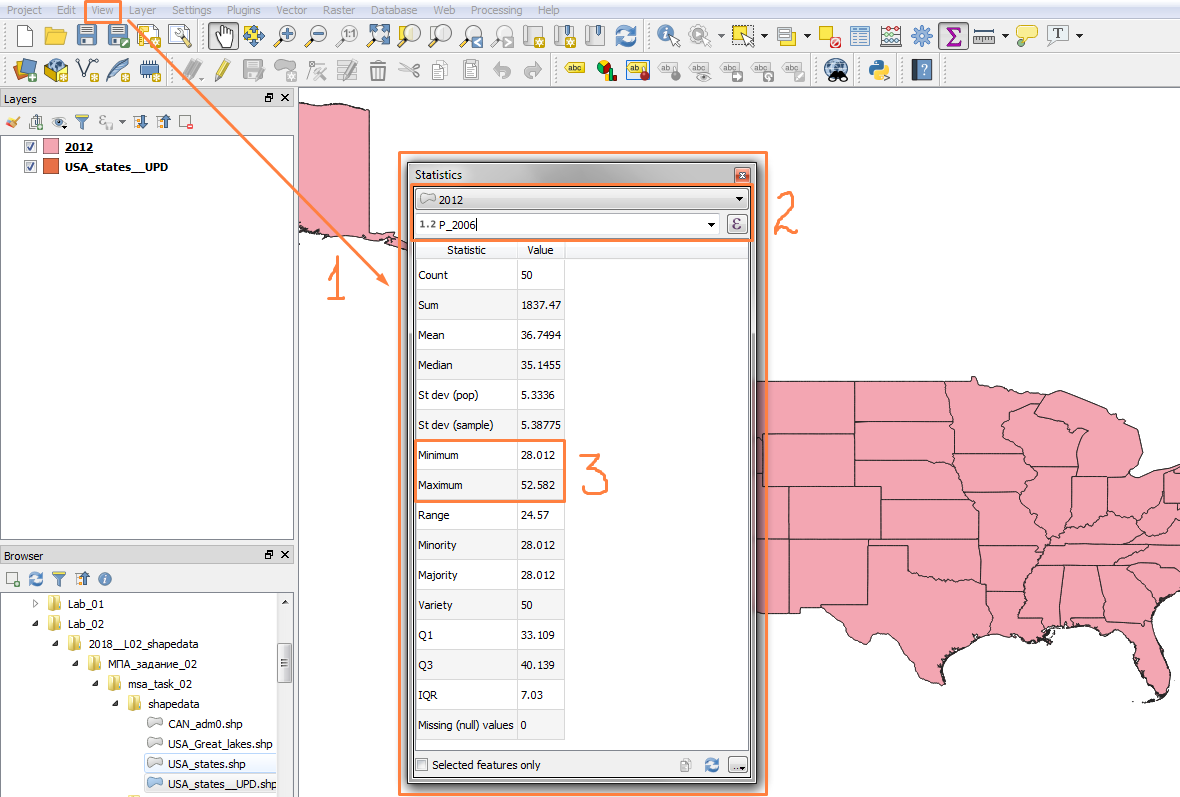 Project Edit View Layer Settings Plugins Vector Raster Database Web Processing Help
Layers
2012
USA_states__UPD
1
Statistics
2012
1.2 P_2006
2
Statistic Value
Count 50
Sum 1837.47
Mean 36.7494
Median 35.1455
St dev (pop) 5.3336
St dev (sample) 5.38775
Minimum 28.012
Maximum 52.582
3
Range 24.57
Minority 28.012
Majority 28.012
Variety 50
Q1 33.109
Q3 40.139
IQR 7.03
Missing (null) values 0
Selected features only
Browser
Lab_01
Lab_02
2018__L02_shapedata
МПА_задание_02
msa_task_02
shapedata
CAN_adm0.shp
USA_Great_lakes.shp
USA_states.shp
USA_states__UPD.shp